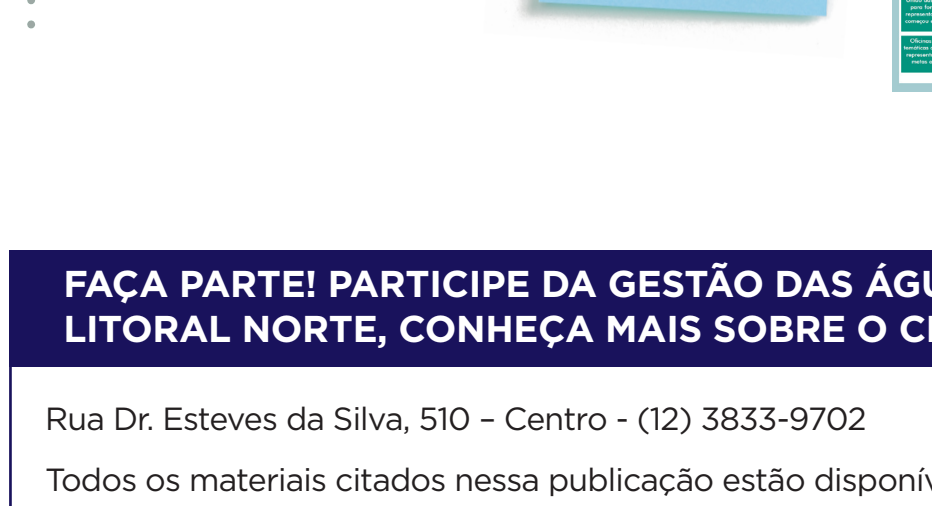 FAÇA PARTE! PARTICIPE DA GESTÃO DAS ÁGU
LITORAL NORTE, CONHEÇA MAIS SOBRE O C
Rua Dr. Esteves da Silva, 510 – Centro - (12) 3833-9702
Todos os materiais citados nessa publicação estão disponív